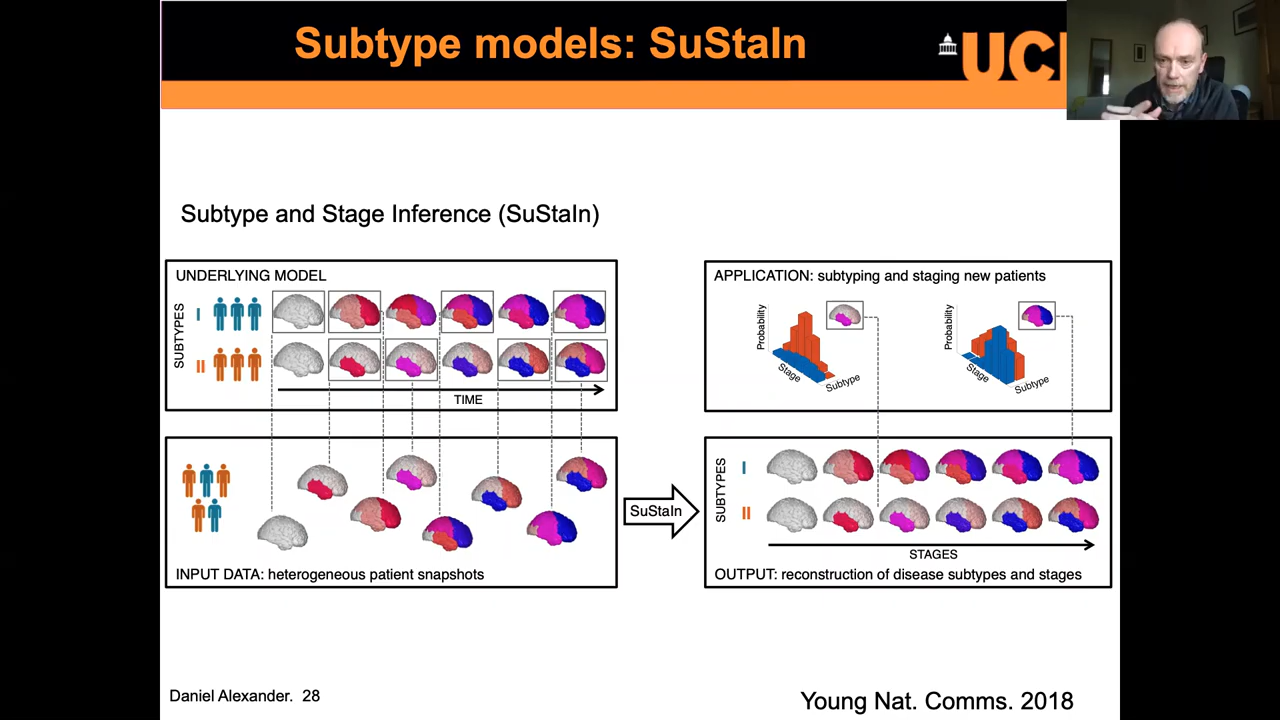 Subtype models: SuStaIn
UCL
Subtype and Stage Inference (SuStaIn)
UNDERLYING MODEL
SUBTYPES
I
II
TIME
INPUT DATA: heterogeneous patient snapshots
SuStaIn
APPLICATION: subtyping and staging new patients
Probability
Stage
Subtype
Probability
Stage
Subtype
SUBTYPES
I
II
STAGES
OUTPUT: reconstruction of disease subtypes and stages
Daniel Alexander. 28
Young Nat. Comms. 2018